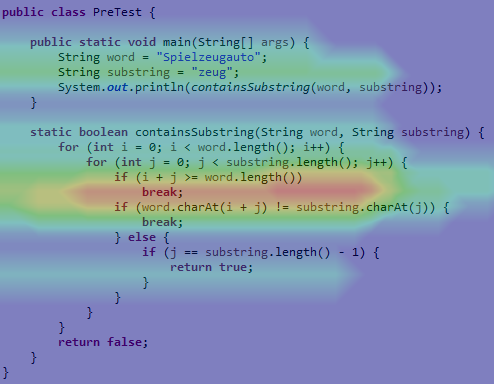 public class PreTest {
public static void main(String[] args) {
String word = "Spielzeugauto";
String substring = "zeug";
System.out.println(containsSubstring(word, substring));
}
static boolean containsSubstring(String word, String substring) {
for (int i = 0; i < word.length(); i++) {
for (int j = 0; j < substring.length(); j++) {
if (i + j >= word.length())
break;
if (word.charAt(i + j) != substring.charAt(j)) {
break;
} else {
if (j == substring.length() - 1) {
return true;
}
}
}
}
return false;
}
}